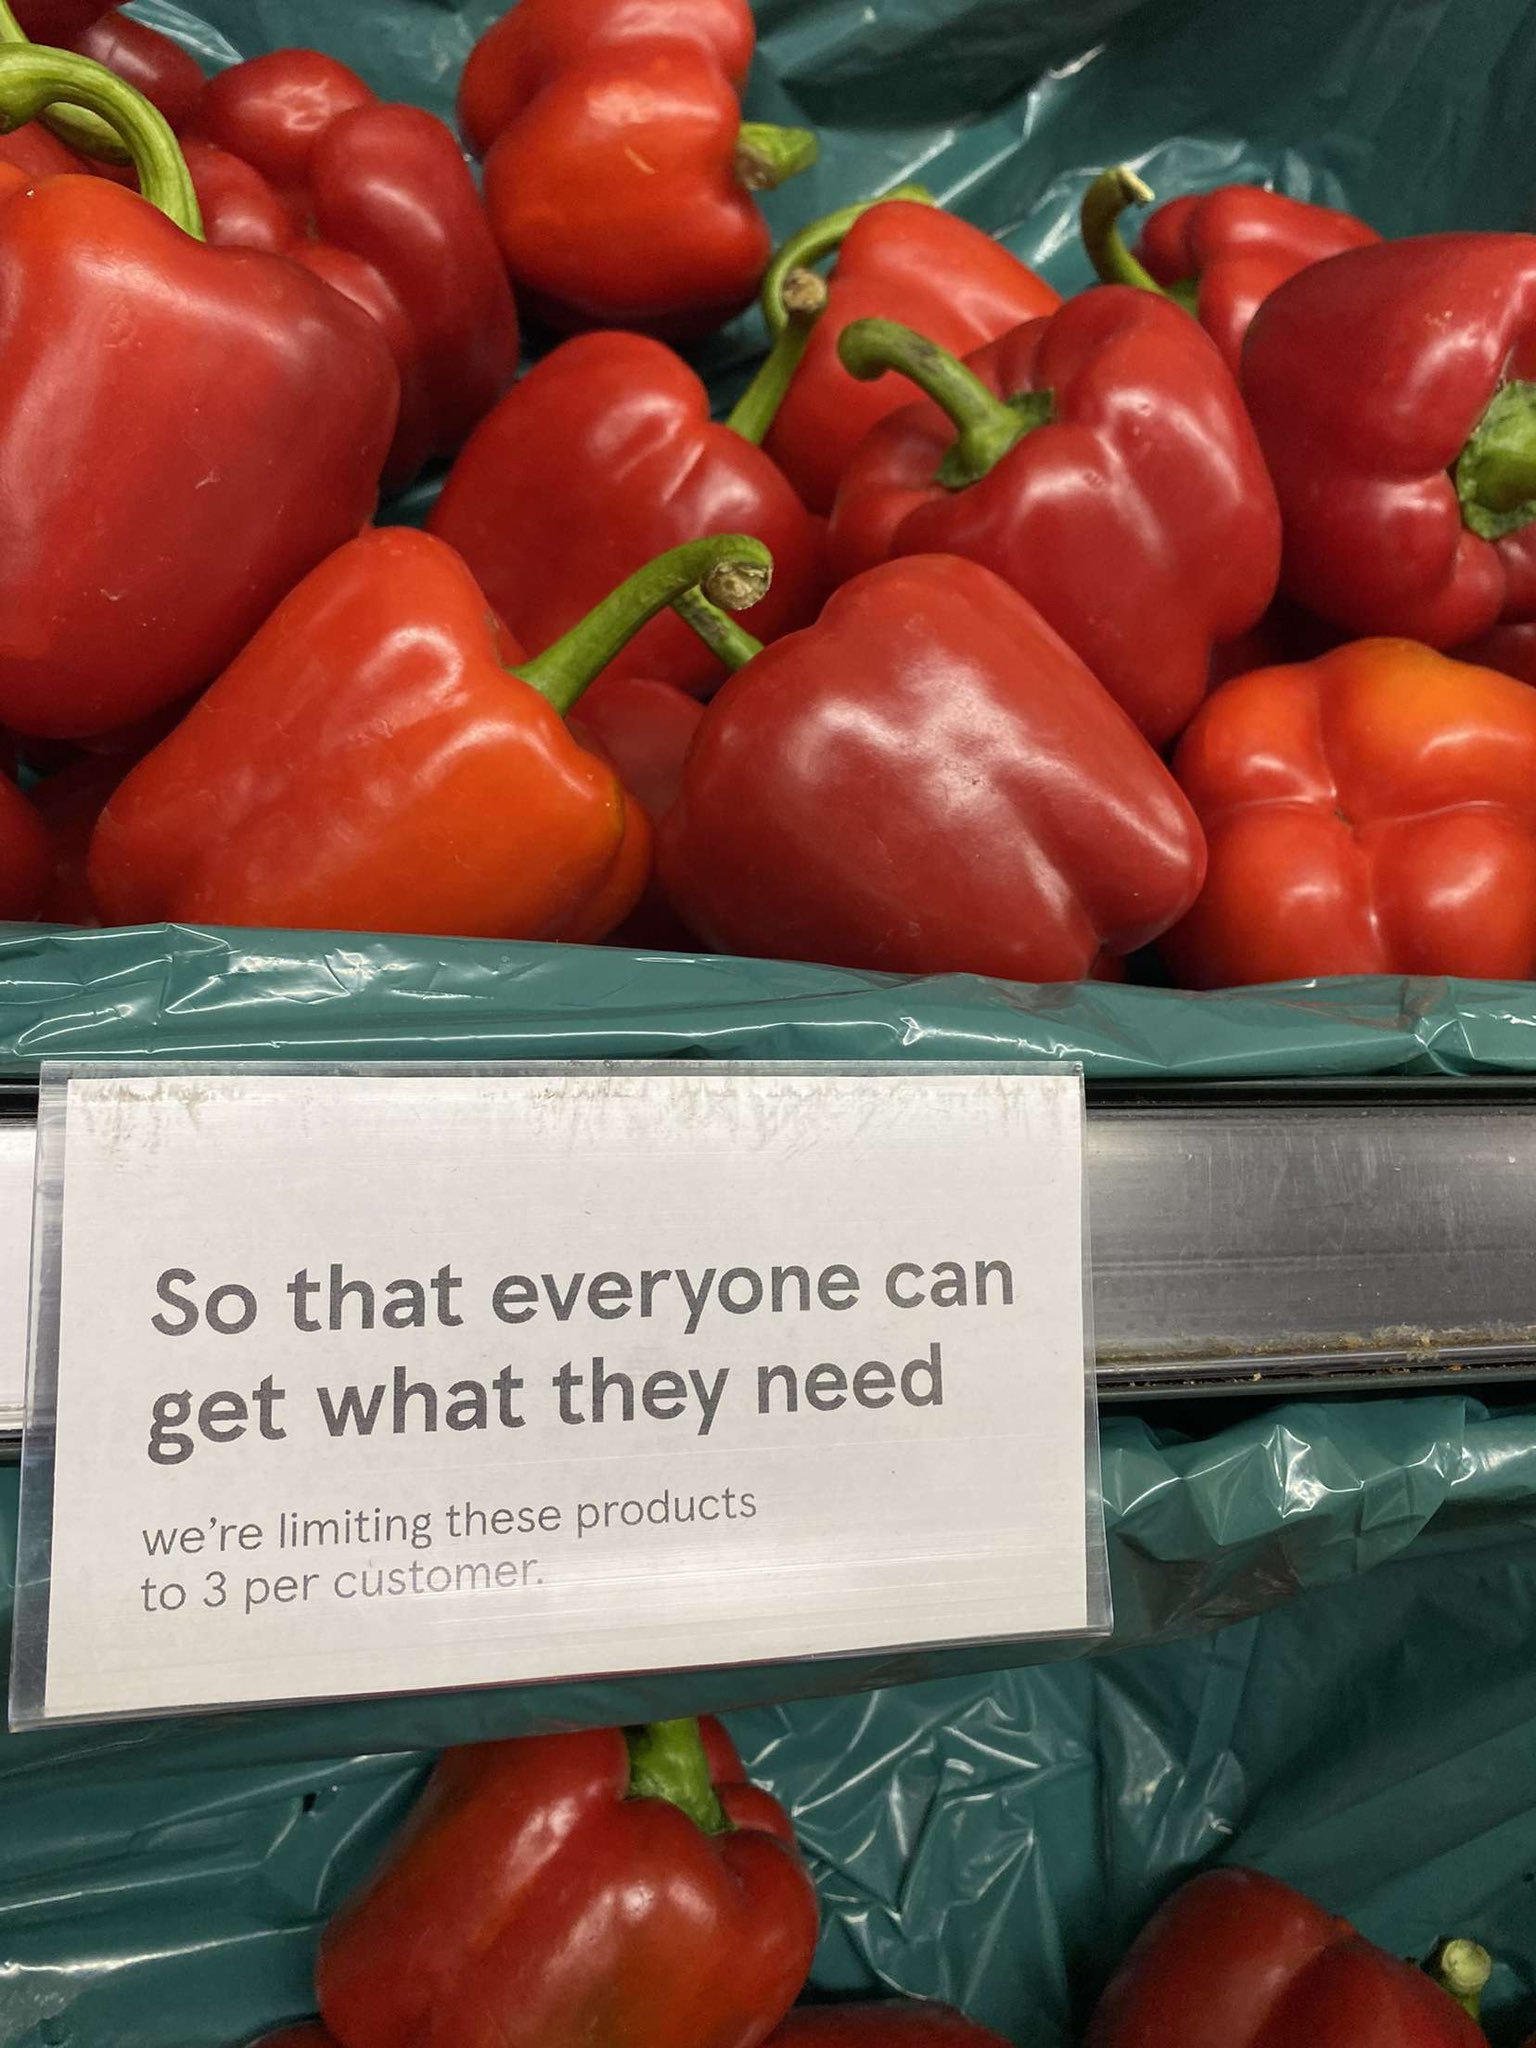 So that everyone can
get what they need
we're limiting these products
to 3 per customer.